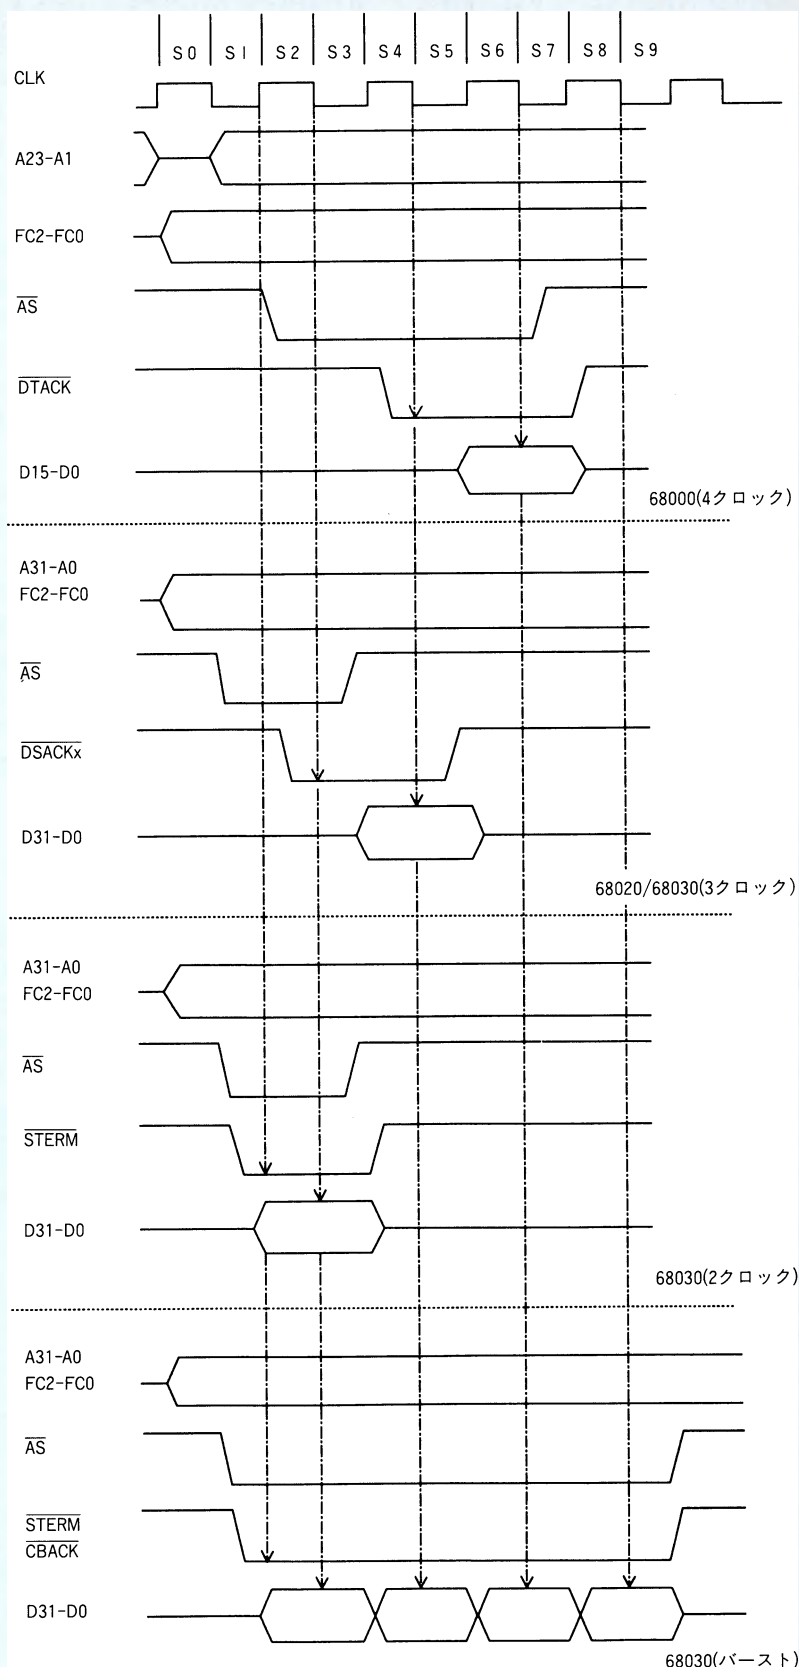 S0 S1 S2 S3 S4 S5 S6 S7 S8 S9
CLK
A23-A1
FC2-FC0
AS
DTACK
D15-D0
68000(4クロック)
A31-A0
FC2-FC0
AS
DSACKx
D31-D0
68020/68030(3クロック)
A31-A0
FC2-FC0
AS
STERM
D31-D0
68030(2クロック)
A31-A0
FC2-FC0
AS
STERM
CBACK
D31-D0
68030(バースト)